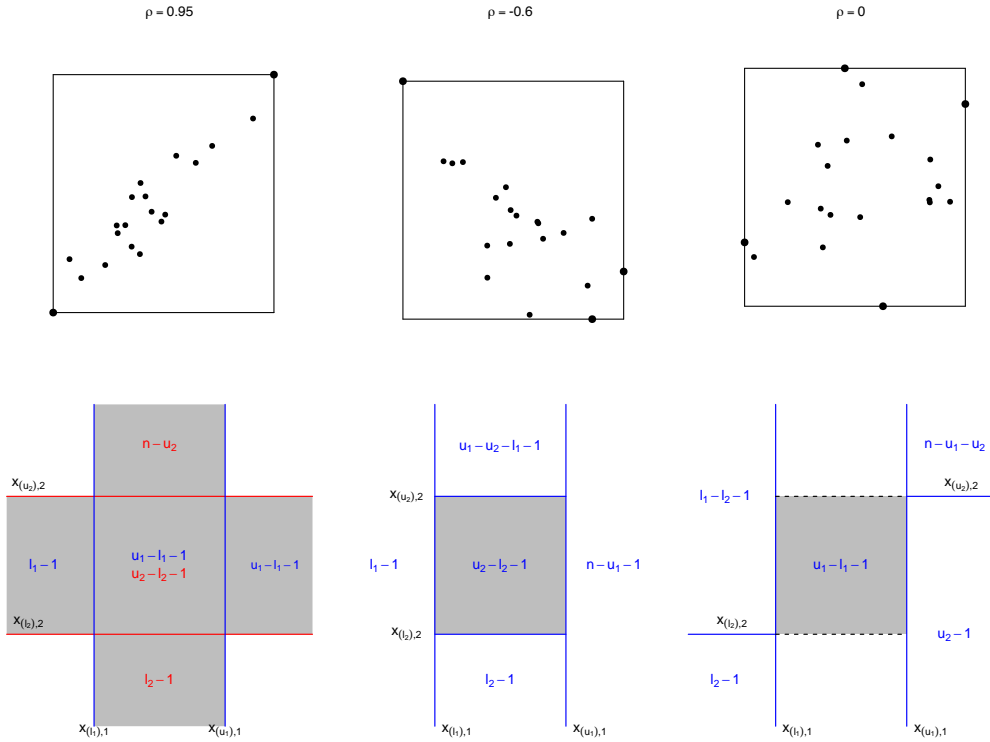 ρ = 0.95
ρ = -0.6
ρ = 0
n − u₂
x₍u₂₎,₂
l₁ − 1
u₁ − l₁ − 1
u₂ − l₂ − 1
u₁ − l₁ − 1
x₍l₂₎,₂
l₂ − 1
x₍l₁₎,₁
x₍u₁₎,₁
u₁ − u₂ − l₁ − 1
x₍u₂₎,₂
l₁ − 1
u₂ − l₂ − 1
n − u₁ − 1
x₍l₂₎,₂
l₂ − 1
x₍l₁₎,₁
x₍u₁₎,₁
n − u₁ − u₂
x₍u₂₎,₂
l₁ − l₂ − 1
u₁ − l₁ − 1
x₍l₂₎,₂
u₂ − 1
l₂ − 1
x₍l₁₎,₁
x₍u₁₎,₁